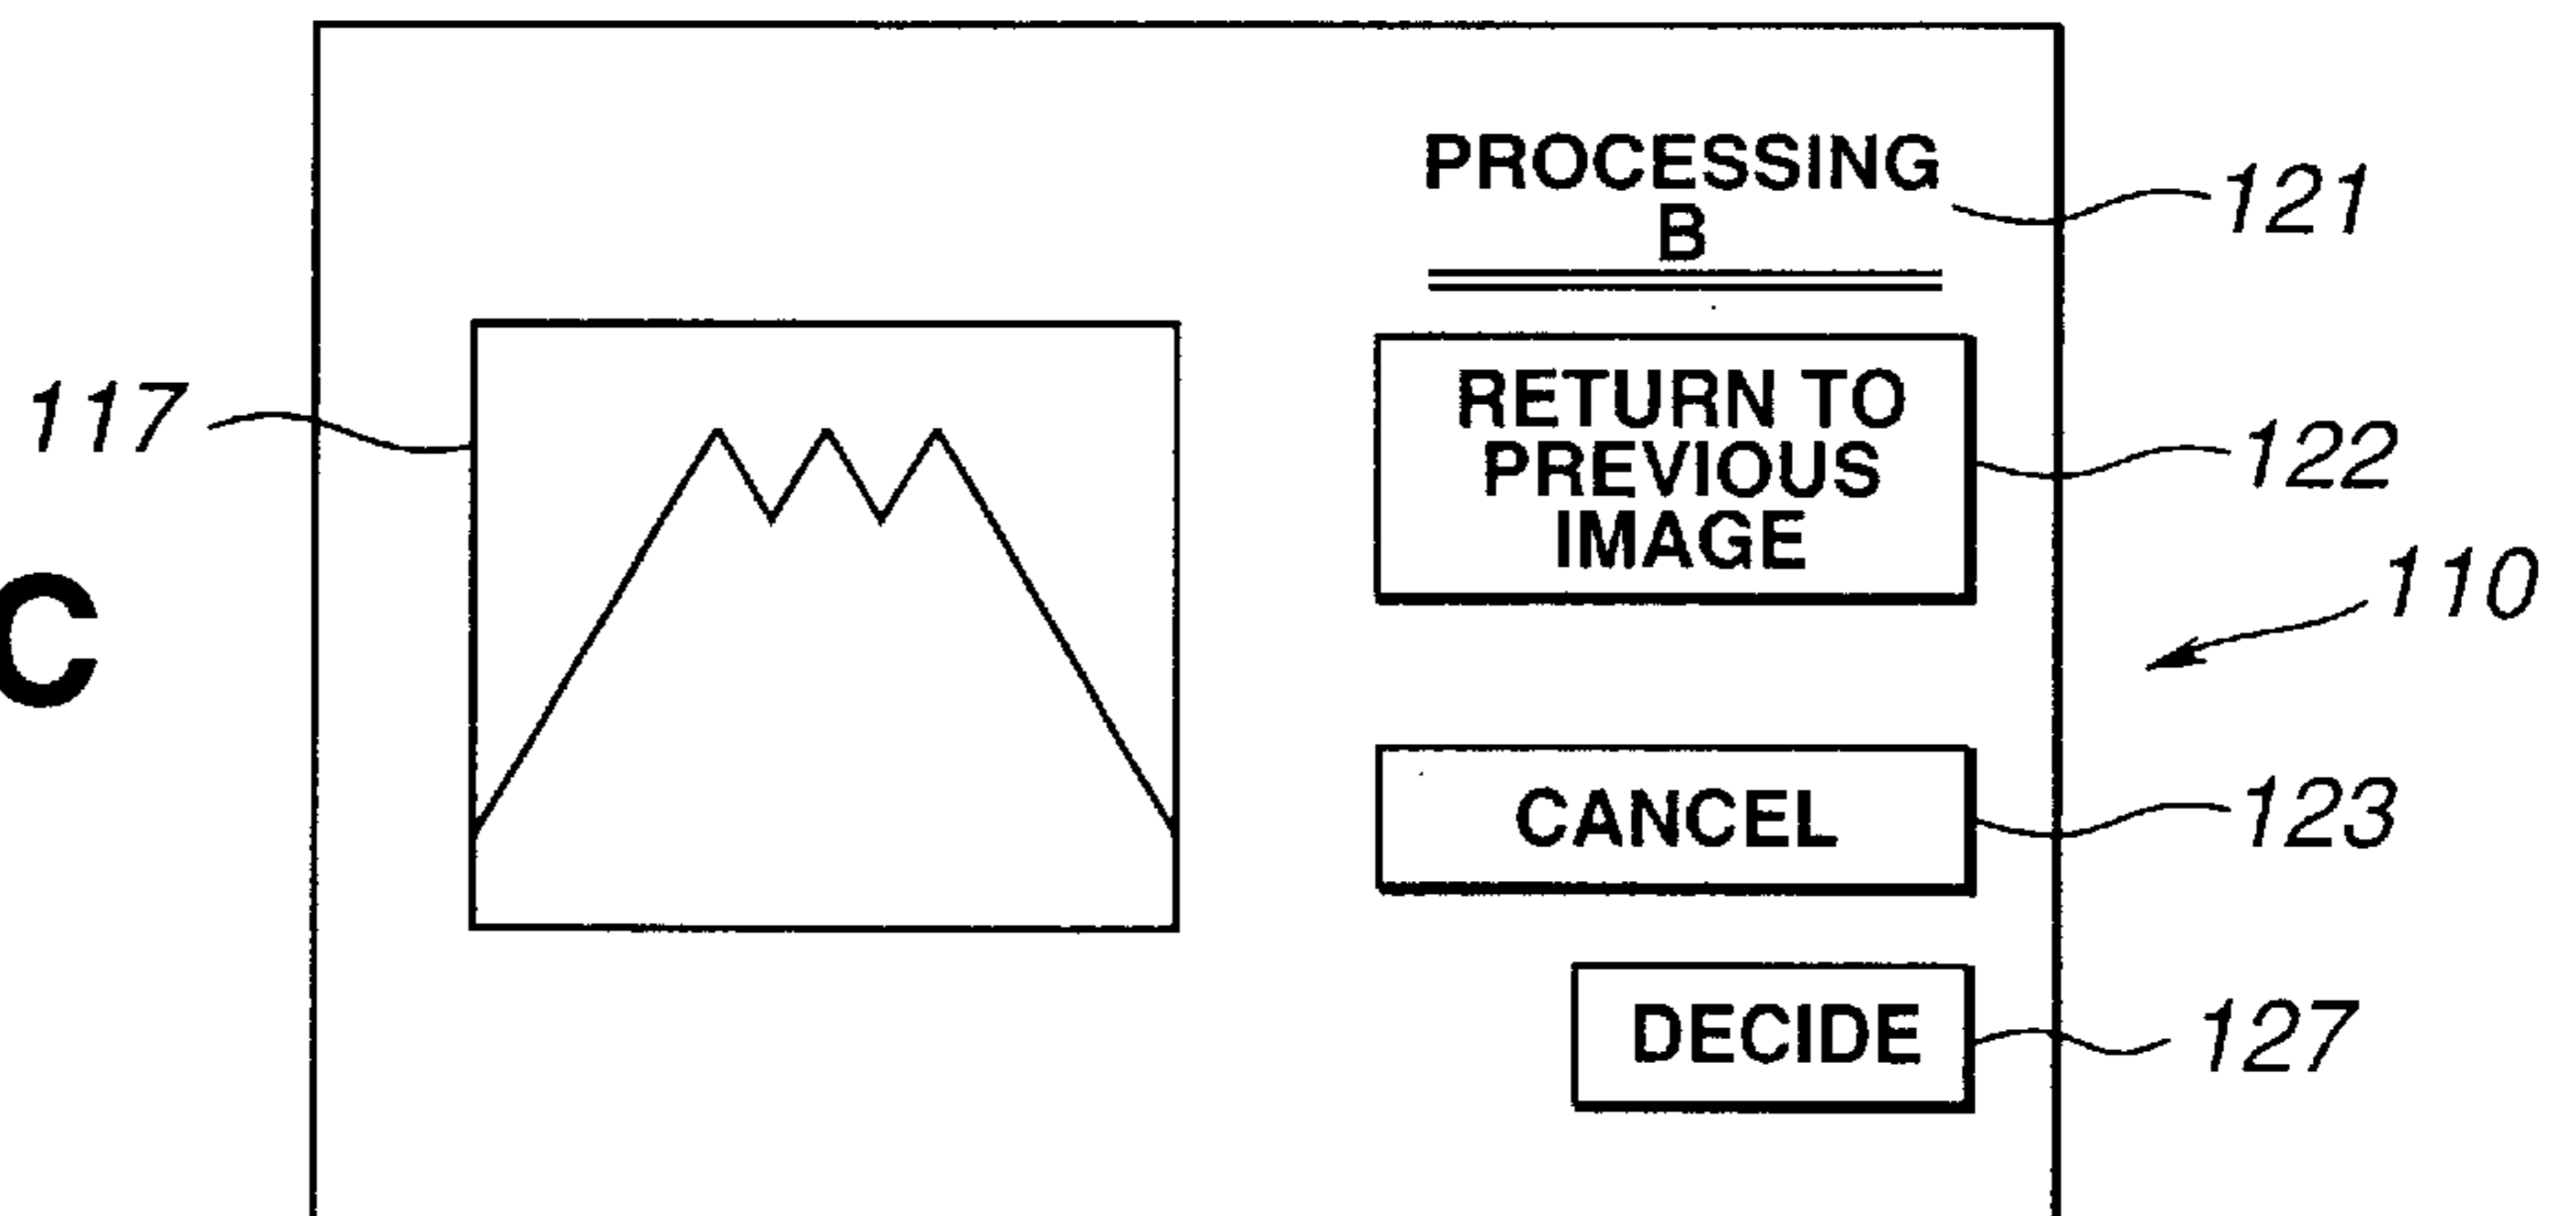 PROCESSING
B
121
RETURN TO
PREVIOUS
IMAGE
122
117
110
C
CANCEL
123
DECIDE
127